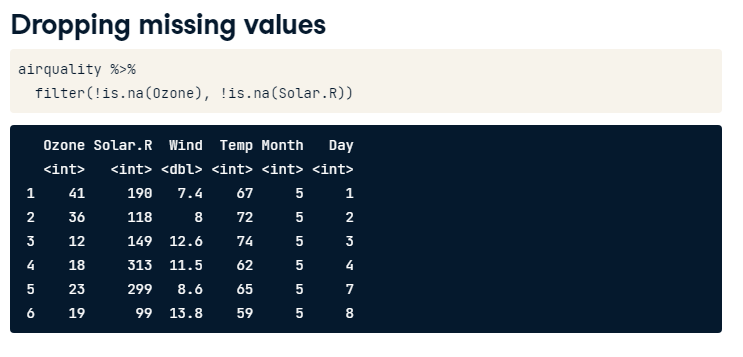 Dropping missing values
airquality %>%
  filter(!is.na(Ozone), !is.na(Solar.R))
   Ozone Solar.R  Wind  Temp Month   Day
   <int>   <int> <dbl> <int> <int> <int>
1    41     190   7.4    67     5     1
2    36     118     8    72     5     2
3    12     149  12.6    74     5     3
4    18     313  11.5    62     5     4
5    23     299   8.6    65     5     7
6    19      99  13.8    59     5     8